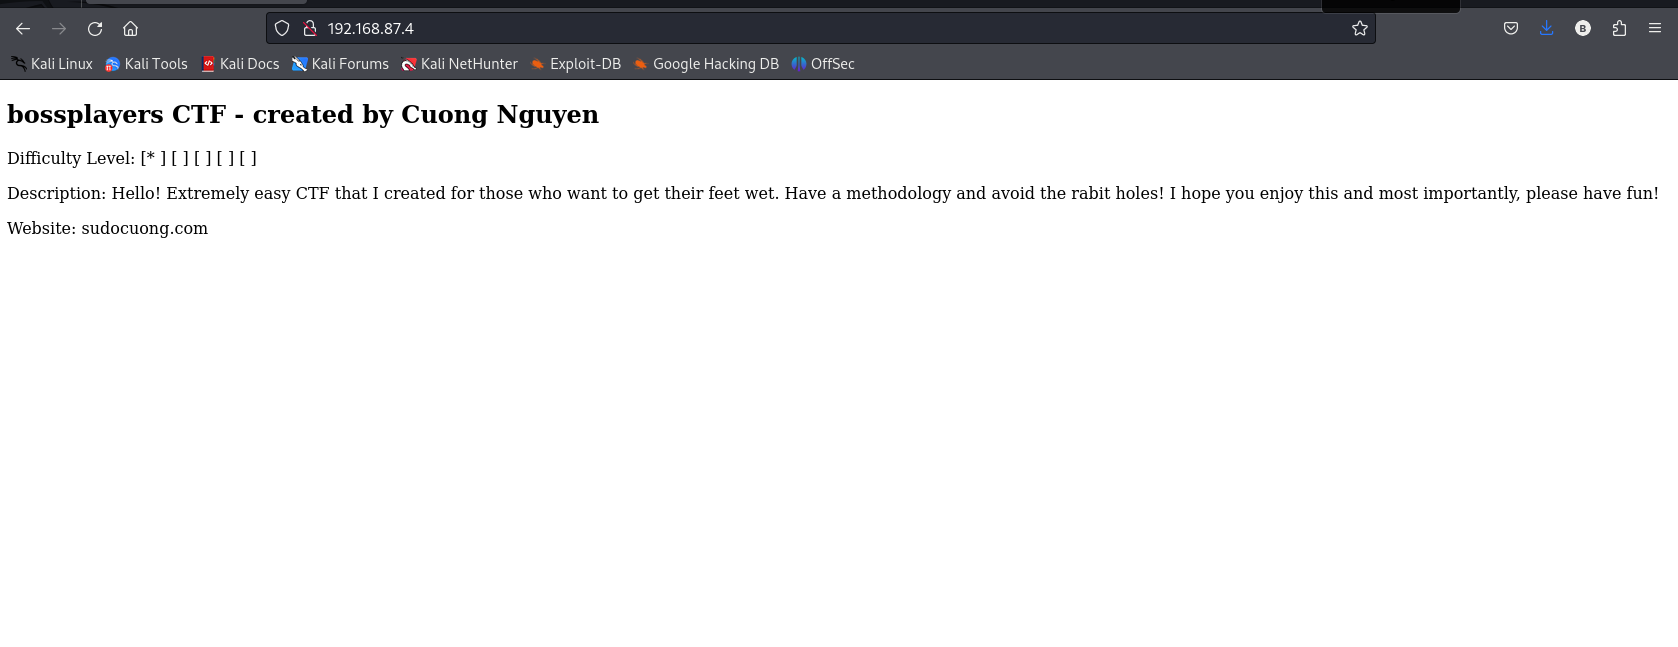 192.168.87.4
Kali Linux Kali Tools Kali Docs Kali Forums Kali NetHunter Exploit-DB Google Hacking DB OffSec
bossplayers CTF - created by Cuong Nguyen
Difficulty Level: [* ] [ ] [ ] [ ] [ ]
Description: Hello! Extremely easy CTF that I created for those who want to get their feet wet. Have a methodology and avoid the rabit holes! I hope you enjoy this and most importantly, please have fun!
Website: sudocuong.com